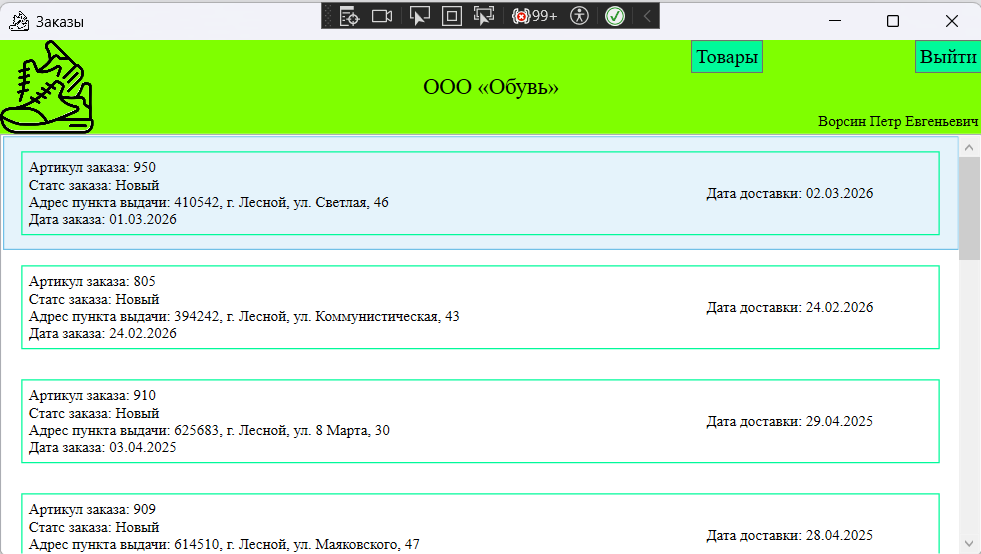 Заказы
99+
Товары
Выйти
ООО «Обувь»
Ворсин Петр Евгеньевич
Артикул заказа: 950
Статс заказа: Новый
Адрес пункта выдачи: 410542, г. Лесной, ул. Светлая, 46
Дата заказа: 01.03.2026
Дата доставки: 02.03.2026
Артикул заказа: 805
Статс заказа: Новый
Адрес пункта выдачи: 394242, г. Лесной, ул. Коммунистическая, 43
Дата заказа: 24.02.2026
Дата доставки: 24.02.2026
Артикул заказа: 910
Статс заказа: Новый
Адрес пункта выдачи: 625683, г. Лесной, ул. 8 Марта, 30
Дата заказа: 03.04.2025
Дата доставки: 29.04.2025
Артикул заказа: 909
Статс заказа: Новый
Адрес пункта выдачи: 614510, г. Лесной, ул. Маяковского, 47
Дата доставки: 28.04.2025